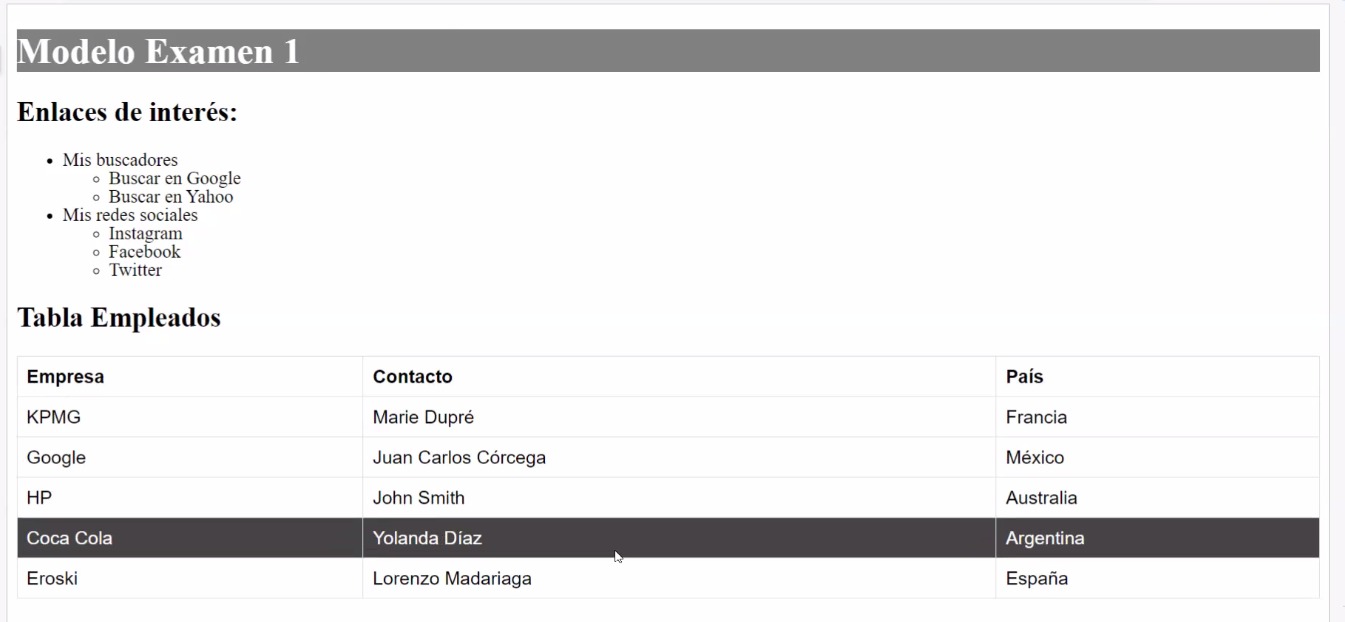 Modelo Examen 1
Enlaces de interés:
Mis buscadores
Buscar en Google
Buscar en Yahoo
Mis redes sociales
Instagram
Facebook
Twitter
Tabla Empleados
Empresa Contacto País
KPMG Marie Dupré Francia
Google Juan Carlos Córcega México
HP John Smith Australia
Coca Cola Yolanda Díaz Argentina
Eroski Lorenzo Madariaga España